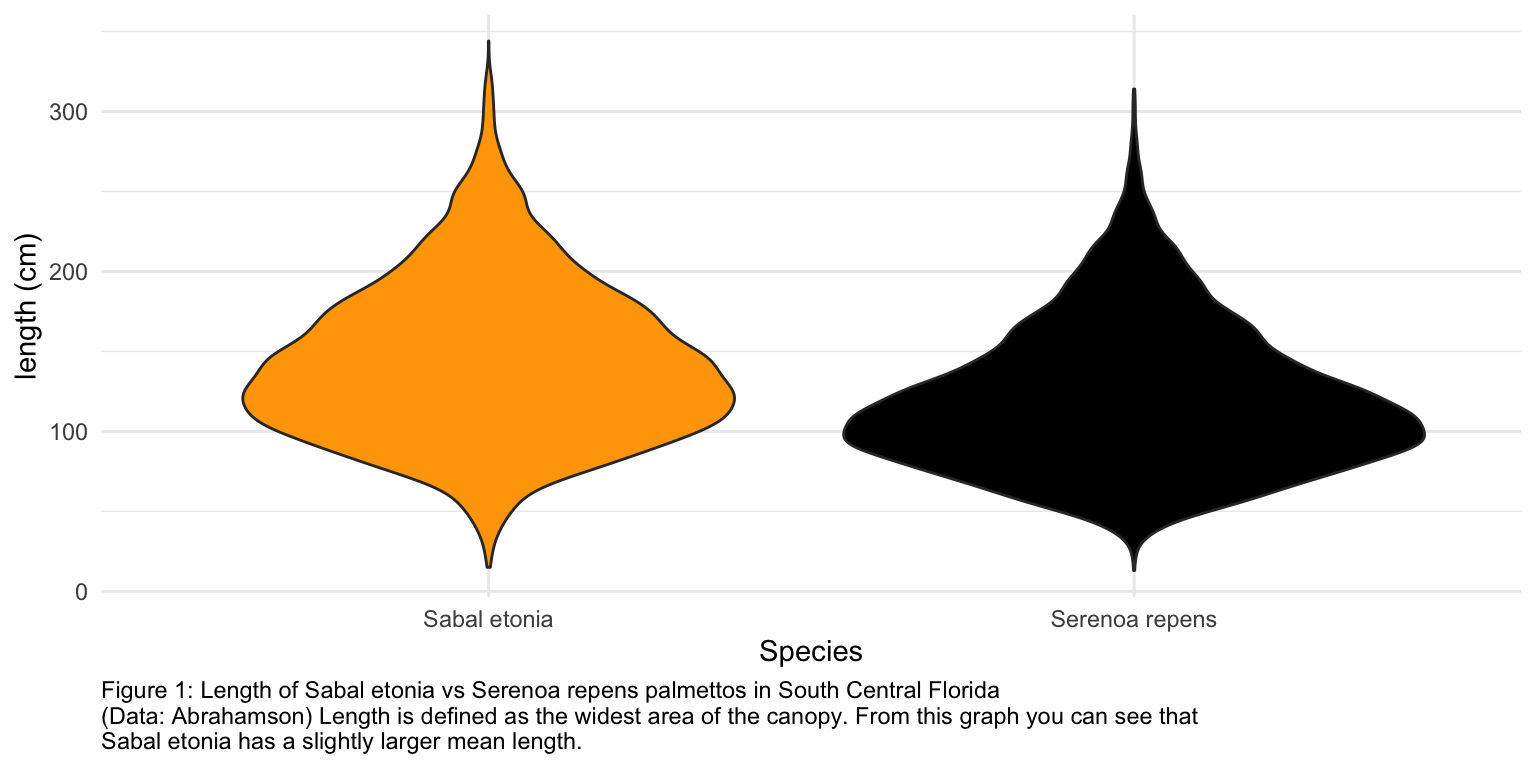 300
200
100
0
length (cm)
Sabal etonia
Serenoa repens
Species
Figure 1: Length of Sabal etonia vs Serenoa repens palmettos in South Central Florida
(Data: Abrahamson) Length is defined as the widest area of the canopy. From this graph you can see that
Sabal etonia has a slightly larger mean length.